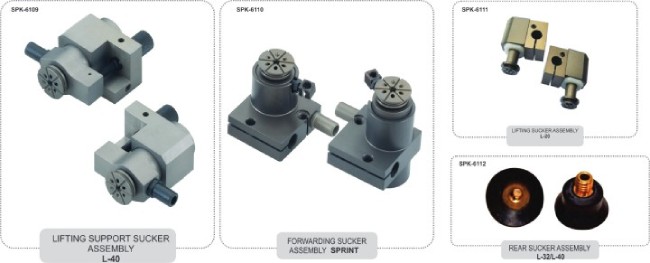 SPK-6109
LIFTING SUPPORT SUCKER
ASSEMBLY
L-40
SPK-6110
FORWARDING SUCKER
ASSEMBLY SPRINT
SPK-6111
LIFTING SUCKER ASSEMBLY
SPK-6112
REAR SUCKER ASSEMBLY
L-32/L-40